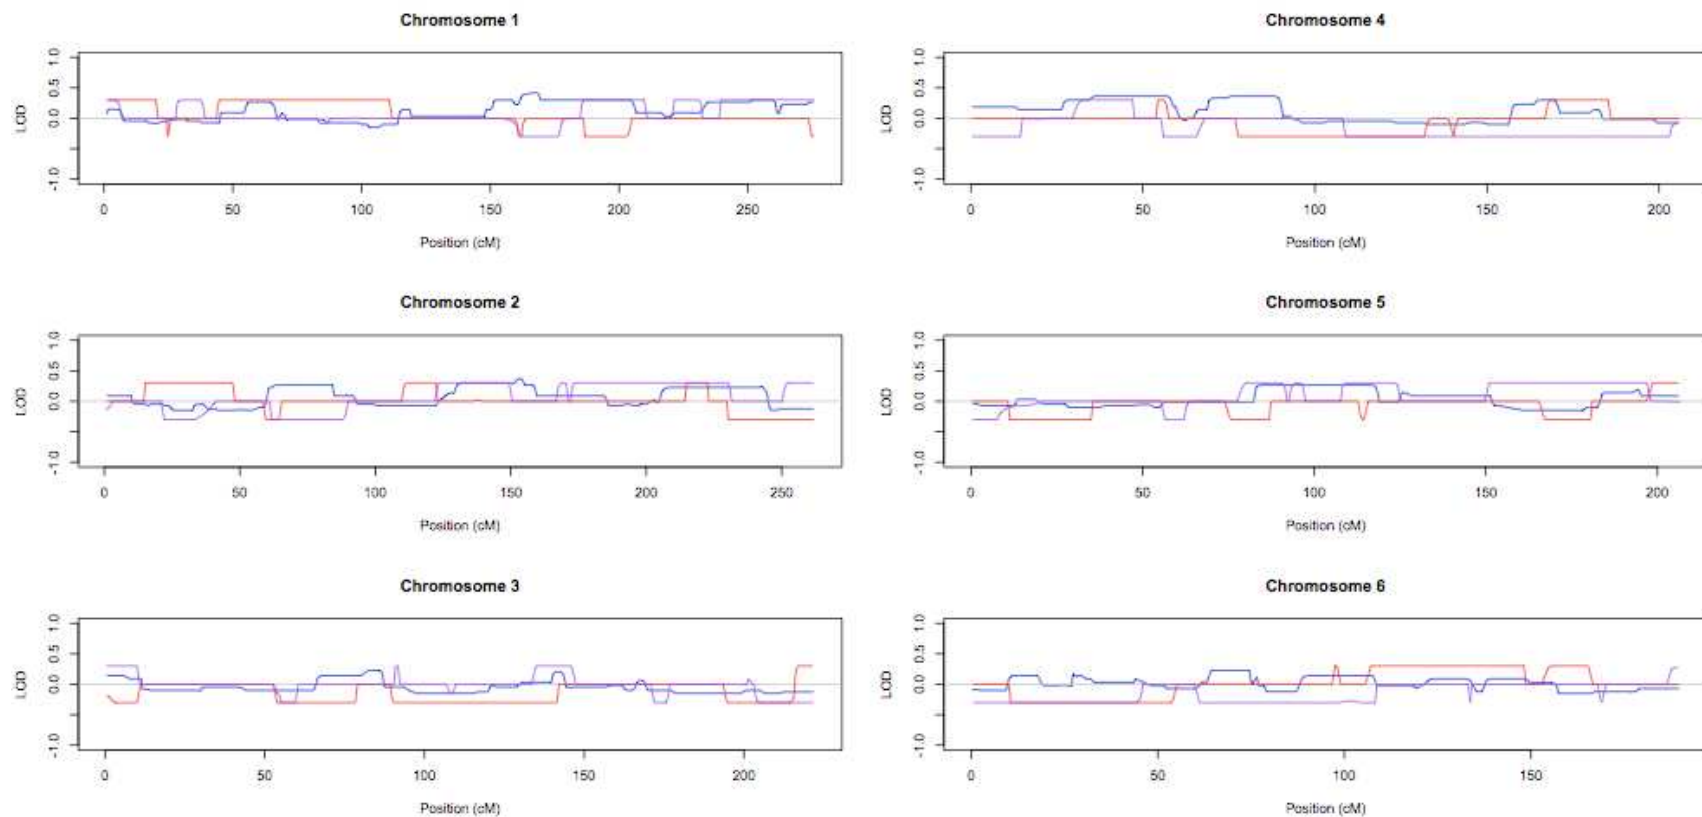 Chromosome 1
LOD
-1.0 0.0 0.5 1.0
0 50 100 150 200 250
Position (cM)
Chromosome 4
LOD
-1.0 0.0 0.5 1.0
0 50 100 150 200
Position (cM)
Chromosome 2
LOD
-1.0 0.0 0.5 1.0
0 50 100 150 200 250
Position (cM)
Chromosome 5
LOD
-1.0 0.0 0.5 1.0
0 50 100 150 200
Position (cM)
Chromosome 3
LOD
-1.0 0.0 0.5 1.0
0 50 100 150 200
Position (cM)
Chromosome 6
LOD
-1.0 0.0 0.5 1.0
0 50 100 150
Position (cM)